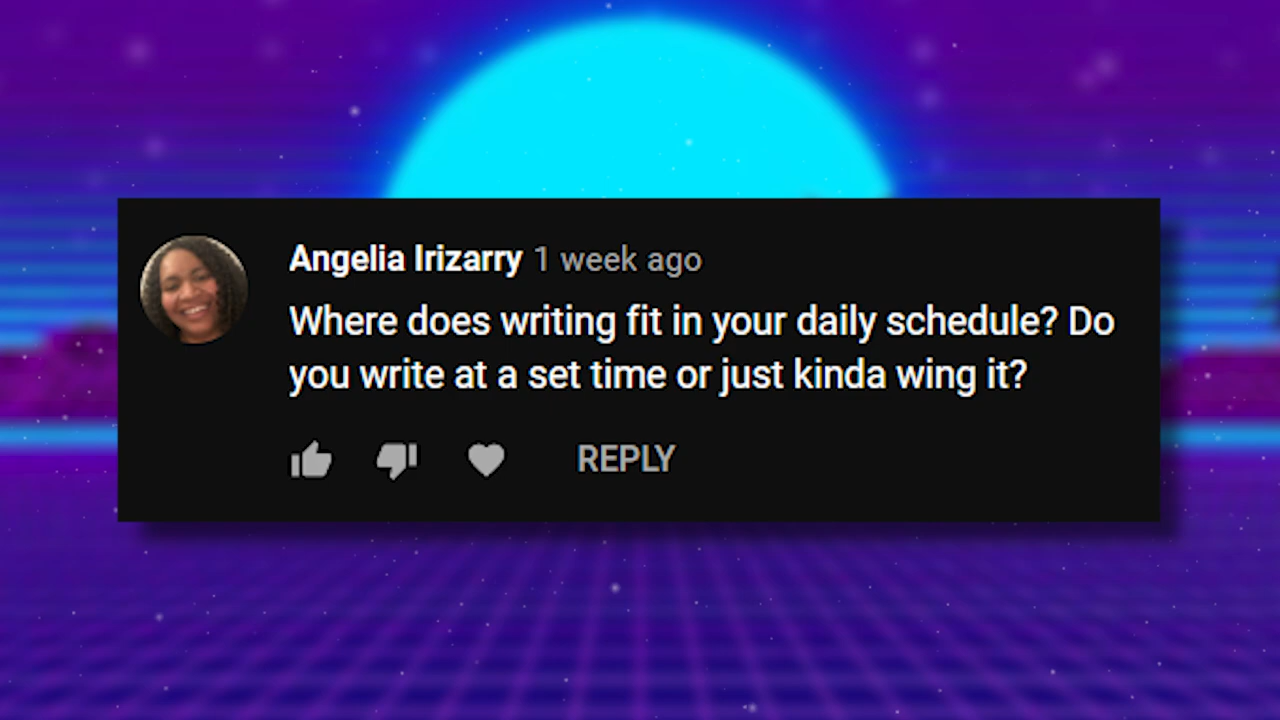 Angelia Irizarry 1 week ago
Where does writing fit in your daily schedule? Do
you write at a set time or just kinda wing it?
REPLY